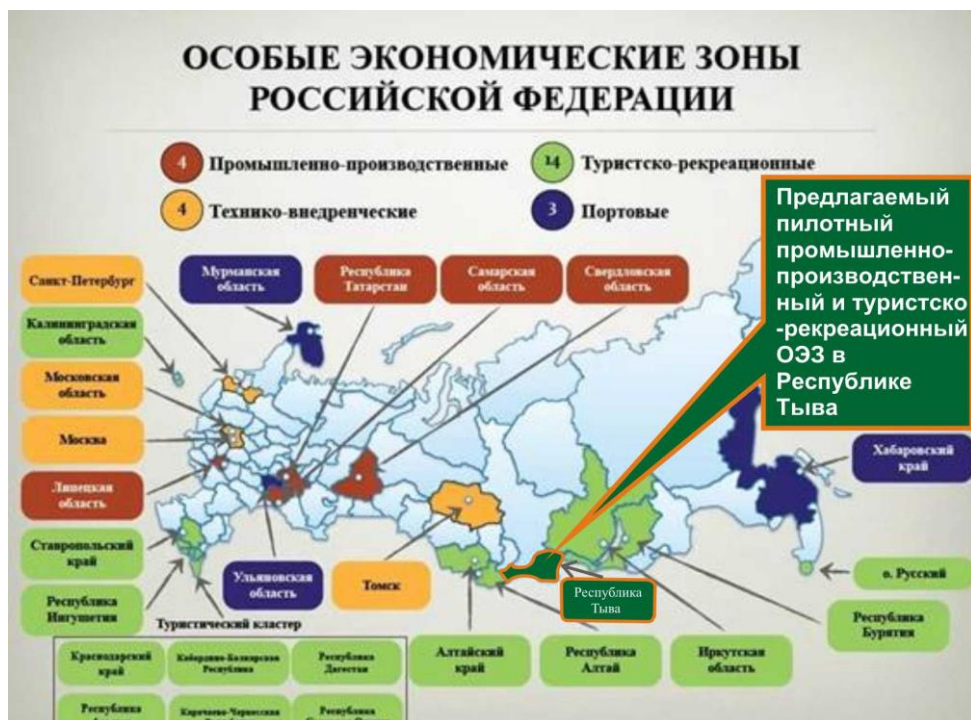 ОСОБЫЕ ЭКОНОМИЧЕСКИЕ ЗОНЫ
РОССИЙСКОЙ ФЕДЕРАЦИИ
4 Промышленно-производственные
14 Туристско-рекреационные
4 Технико-внедренческие
3 Портовые
Предлагаемый
пилотный
промышленно-
производствен-
ный и туристско
-рекреационный
ОЭЗ в
Республике
Тыва
Санкт-Петербург
Мурманская
область
Республика
Татарстан
Самарская
область
Свердловская
область
Калининградская
область
Московская
область
Москва
Липецкая
область
Ставропольский
край
Республика
Ингушетия
Хабаровский
край
о. Русский
Республика
Бурятия
Ульяновская
область
Томск
Республика
Тыва
Туристический кластер
Алтайский
край
Республика
Алтай
Иркутская
область
Краснодарский
край
Кабардино-Балкарская
Республика
Республика
Дагестан
Республика
Карачаево-Черкесская
Республика